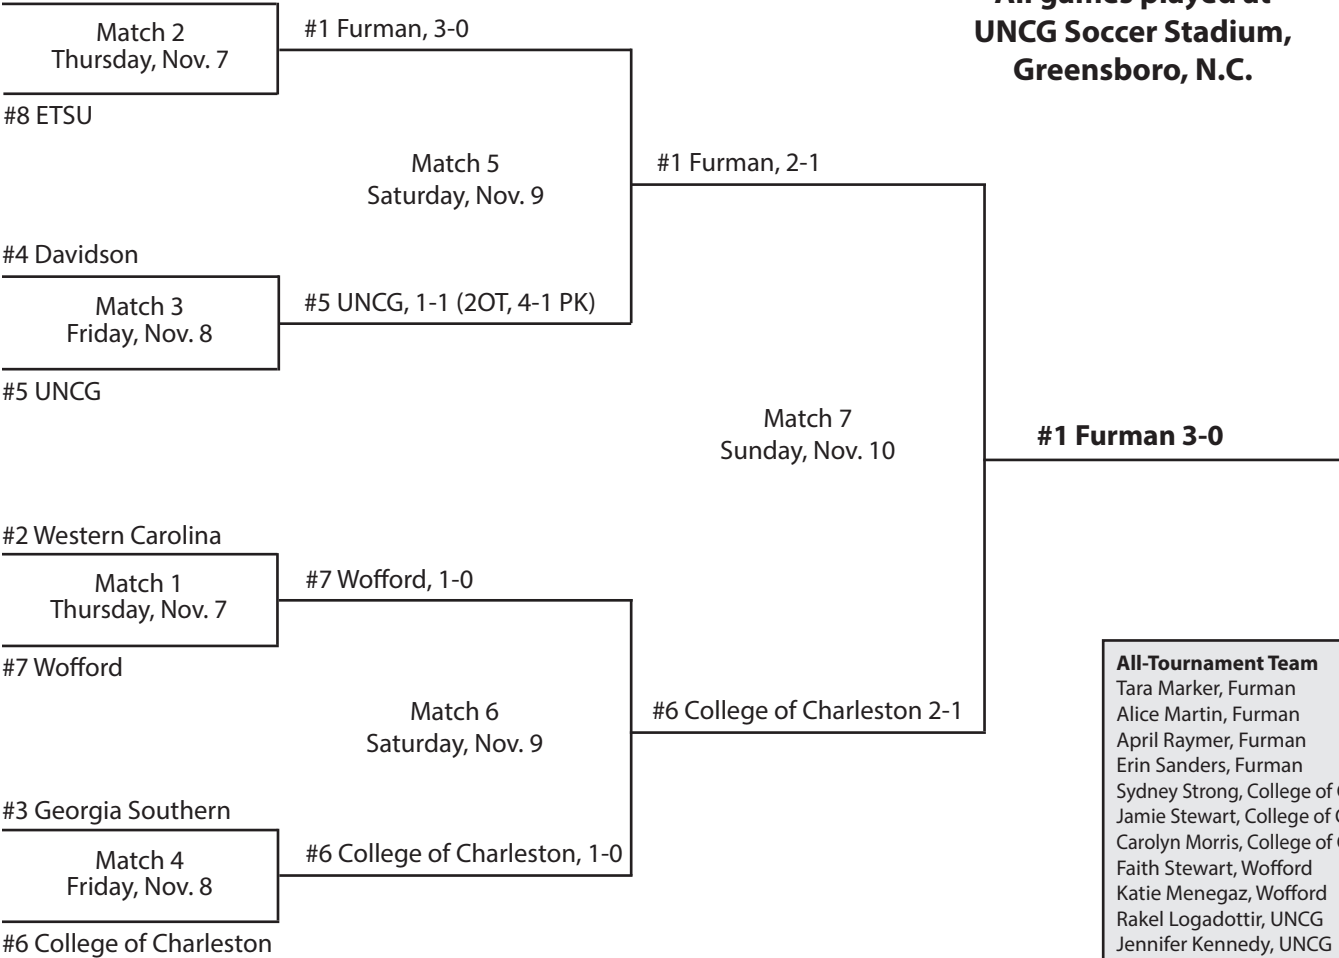 All games played at
UNCG Soccer Stadium,
Greensboro, N.C.
Match 2
Thursday, Nov. 7
#1 Furman, 3-0
#8 ETSU
Match 5
Saturday, Nov. 9
#1 Furman, 2-1
#4 Davidson
Match 3
Friday, Nov. 8
#5 UNCG, 1-1 (2OT, 4-1 PK)
#5 UNCG
Match 7
Sunday, Nov. 10
#1 Furman 3-0
#2 Western Carolina
Match 1
Thursday, Nov. 7
#7 Wofford, 1-0
#7 Wofford
Match 6
Saturday, Nov. 9
#6 College of Charleston 2-1
#3 Georgia Southern
Match 4
Friday, Nov. 8
#6 College of Charleston, 1-0
#6 College of Charleston
All-Tournament Team
Tara Marker, Furman
Alice Martin, Furman
April Raymer, Furman
Erin Sanders, Furman
Sydney Strong, College of
Jamie Stewart, College of
Carolyn Morris, College of
Faith Stewart, Wofford
Katie Menegaz, Wofford
Rakel Logadottir, UNCG
Jennifer Kennedy, UNCG